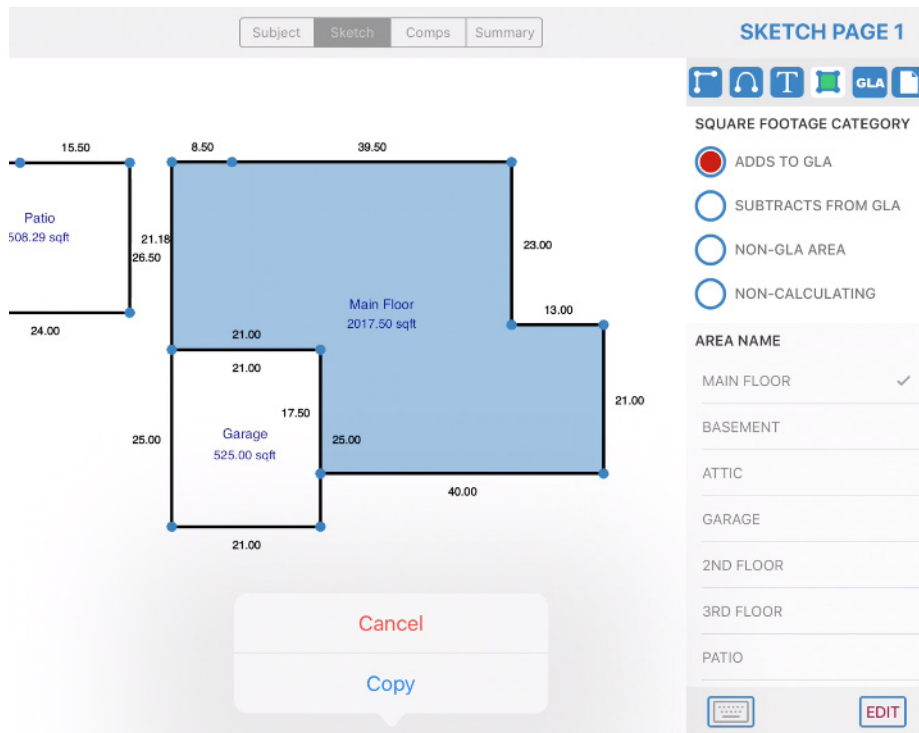 Subject Sketch Comps Summary
SKETCH PAGE 1
T GLA
SQUARE FOOTAGE CATEGORY
ADDS TO GLA
SUBTRACTS FROM GLA
NON-GLA AREA
NON-CALCULATING
AREA NAME
MAIN FLOOR
BASEMENT
ATTIC
GARAGE
2ND FLOOR
3RD FLOOR
PATIO
EDIT
15.50
8.50
39.50
Patio
508.29 sqft
21.18
26.50
23.00
24.00
Main Floor
2017.50 sqft
13.00
21.00
21.00
17.50
21.00
Garage
525.00 sqft
25.00
25.00
40.00
21.00
Cancel
Copy